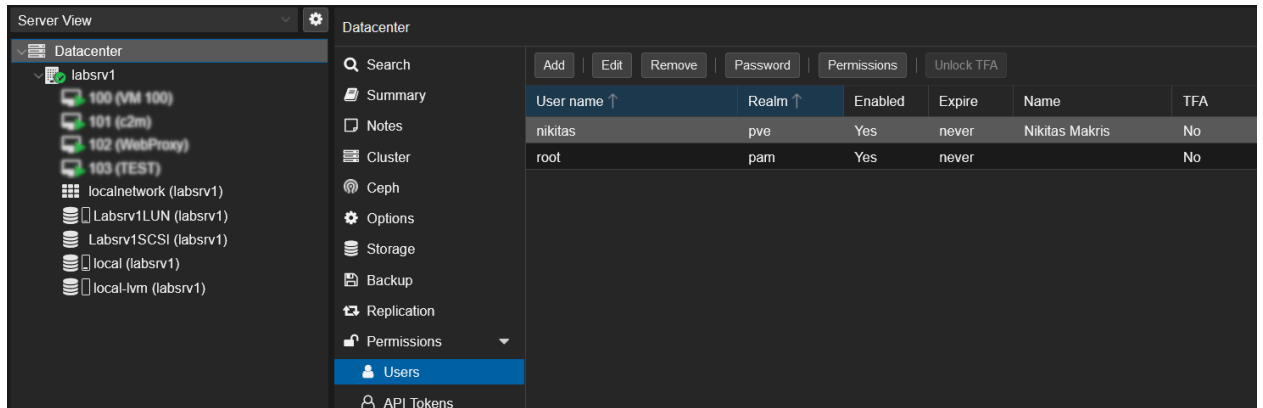 Server View
Datacenter
labsrv1
100 (VM 100)
101 (c2m)
102 (WebProxy)
103 (TEST)
localnetwork (labsrv1)
Labsrv1LUN (labsrv1)
Labsrv1SCSI (labsrv1)
local (labsrv1)
local-lvm (labsrv1)
Datacenter
Search
Summary
Notes
Cluster
Ceph
Options
Storage
Backup
Replication
Permissions
Users
API Tokens
Add Edit Remove Password Permissions Unlock TFA
User name ↑ Realm ↑ Enabled Expire Name TFA
nikitas pve Yes never Nikitas Makris No
root pam Yes never No